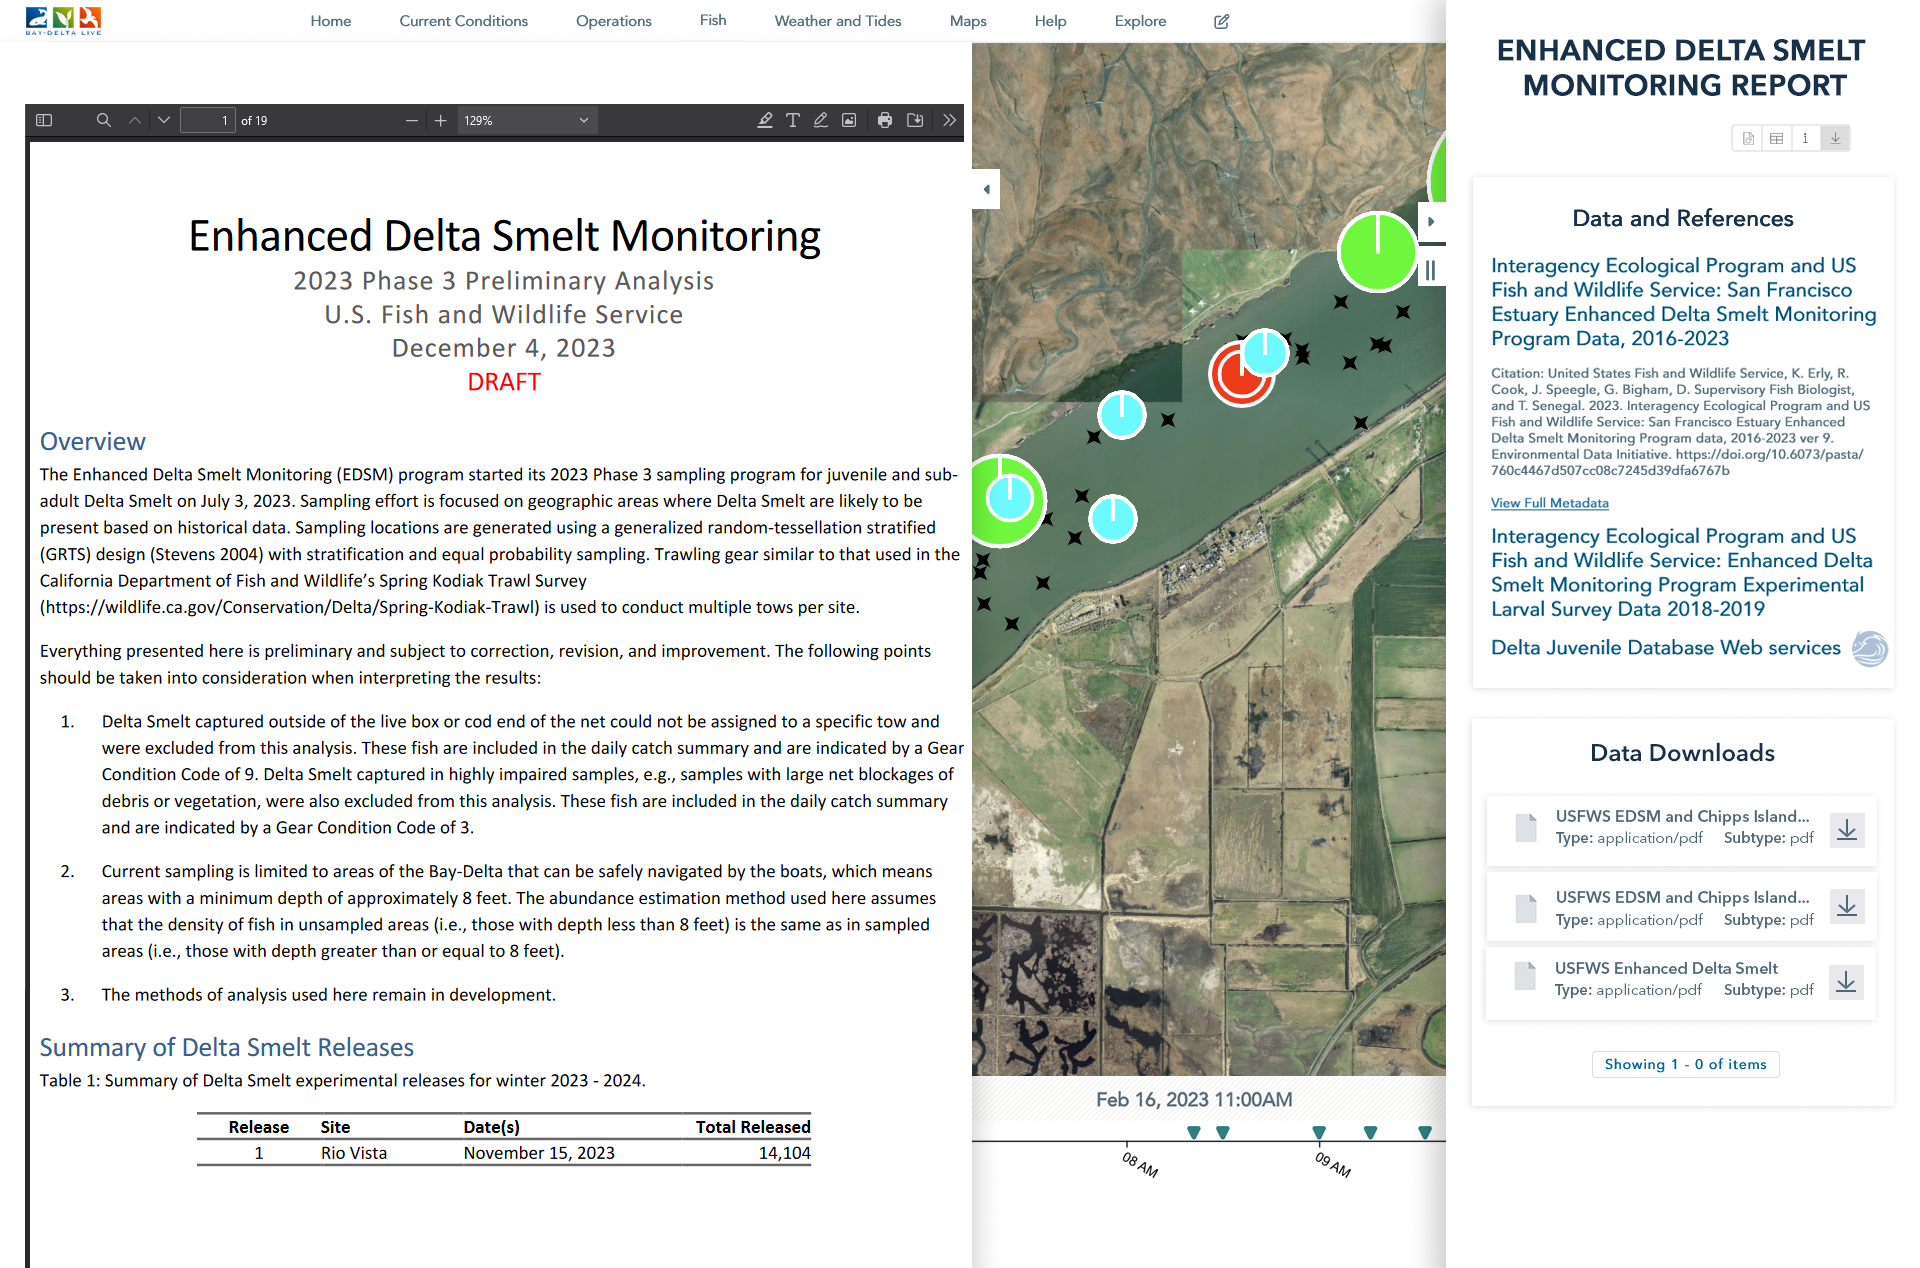 BAY-DELTA LIVE
Home
Current Conditions
Operations
Fish
Weather and Tides
Maps
Help
Explore
1 of 19
129%
Enhanced Delta Smelt Monitoring
2023 Phase 3 Preliminary Analysis
U.S. Fish and Wildlife Service
December 4, 2023
DRAFT
Overview
The Enhanced Delta Smelt Monitoring (EDSM) program started its 2023 Phase 3 sampling program for juvenile and sub-
adult Delta Smelt on July 3, 2023. Sampling effort is focused on geographic areas where Delta Smelt are likely to be
present based on historical data. Sampling locations are generated using a generalized random-tessellation stratified
(GRTS) design (Stevens 2004) with stratification and equal probability sampling. Trawling gear similar to that used in the
California Department of Fish and Wildlife’s Spring Kodiak Trawl Survey
(https://wildlife.ca.gov/Conservation/Delta/Spring-Kodiak-Trawl) is used to conduct multiple tows per site.
Everything presented here is preliminary and subject to correction, revision, and improvement. The following points
should be taken into consideration when interpreting the results:
1. Delta Smelt captured outside of the live box or cod end of the net could not be assigned to a specific tow and
were excluded from this analysis. These fish are included in the daily catch summary and are indicated by a Gear
Condition Code of 9. Delta Smelt captured in highly impaired samples, e.g., samples with large net blockages of
debris or vegetation, were also excluded from this analysis. These fish are included in the daily catch summary
and are indicated by a Gear Condition Code of 3.
2. Current sampling is limited to areas of the Bay-Delta that can be safely navigated by the boats, which means
areas with a minimum depth of approximately 8 feet. The abundance estimation method used here assumes
that the density of fish in unsampled areas (i.e., those with depth less than 8 feet) is the same as in sampled
areas (i.e., those with depth greater than or equal to 8 feet).
3. The methods of analysis used here remain in development.
Summary of Delta Smelt Releases
Table 1: Summary of Delta Smelt experimental releases for winter 2023 - 2024.
Release Site Date(s) Total Released
1 Rio Vista November 15, 2023 14,104
Feb 16, 2023 11:00AM
08 AM
09 AM
ENHANCED DELTA SMELT
MONITORING REPORT
Data and References
Interagency Ecological Program and US
Fish and Wildlife Service: San Francisco
Estuary Enhanced Delta Smelt Monitoring
Program Data, 2016-2023
Citation: United States Fish and Wildlife Service, K. Erly, R.
Cook, J. Speegle, G. Bigham, D. Supervisory Fish Biologist,
and T. Senegal. 2023. Interagency Ecological Program and US
Fish and Wildlife Service: San Francisco Estuary Enhanced
Delta Smelt Monitoring Program data, 2016-2023 ver 9.
Environmental Data Initiative. https://doi.org/10.6073/pasta/
760c4467d507cc08c7245d39dfa6767b
View Full Metadata
Interagency Ecological Program and US
Fish and Wildlife Service: Enhanced Delta
Smelt Monitoring Program Experimental
Larval Survey Data 2018-2019
Delta Juvenile Database Web services
Data Downloads
USFWS EDSM and Chipps Island...
Type: application/pdf Subtype: pdf
USFWS EDSM and Chipps Island...
Type: application/pdf Subtype: pdf
USFWS Enhanced Delta Smelt
Type: application/pdf Subtype: pdf
Showing 1 - 0 of items